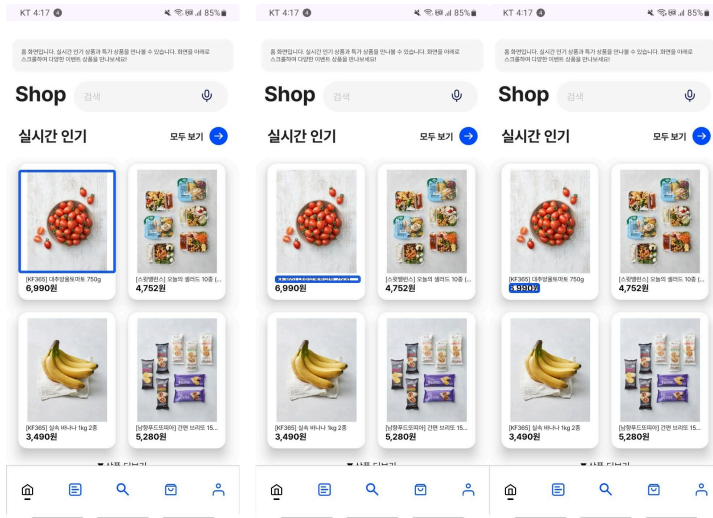 KT 4:17 4 85%
홈 화면입니다. 실시간 인기 상품과 특가 상품을 만나볼 수 있습니다. 화면을 아래로
스크롤하여 다양한 이벤트 상품을 만나보세요!
Shop 검색
실시간 인기 모두 보기
[KF365] 대추방울토마토 750g
6,990원
[스윗밸런스] 오늘의 샐러드 10종 (...
4,752원
[KF365] 실속 바나나 1kg 2종
3,490원
[남향푸드또띠아] 간편 브리또 15...
5,280원
KT 4:17 4 85%
홈 화면입니다. 실시간 인기 상품과 특가 상품을 만나볼 수 있습니다. 화면을 아래로
스크롤하여 다양한 이벤트 상품을 만나보세요!
Shop 검색
실시간 인기 모두 보기
6,990원
[스윗밸런스] 오늘의 샐러드 10종 (...
4,752원
[KF365] 실속 바나나 1kg 2종
3,490원
[남향푸드또띠아] 간편 브리또 15...
5,280원
KT 4:17 4 85%
홈 화면입니다. 실시간 인기 상품과 특가 상품을 만나볼 수 있습니다. 화면을 아래로
스크롤하여 다양한 이벤트 상품을 만나보세요!
Shop 검색
실시간 인기 모두 보기
[KF365] 대추방울토마토 750g
6,990원
[스윗밸런스] 오늘의 샐러드 10종 (...
4,752원
[KF365] 실속 바나나 1kg 2종
3,490원
[남향푸드또띠아] 간편 브리또 15...
5,280원